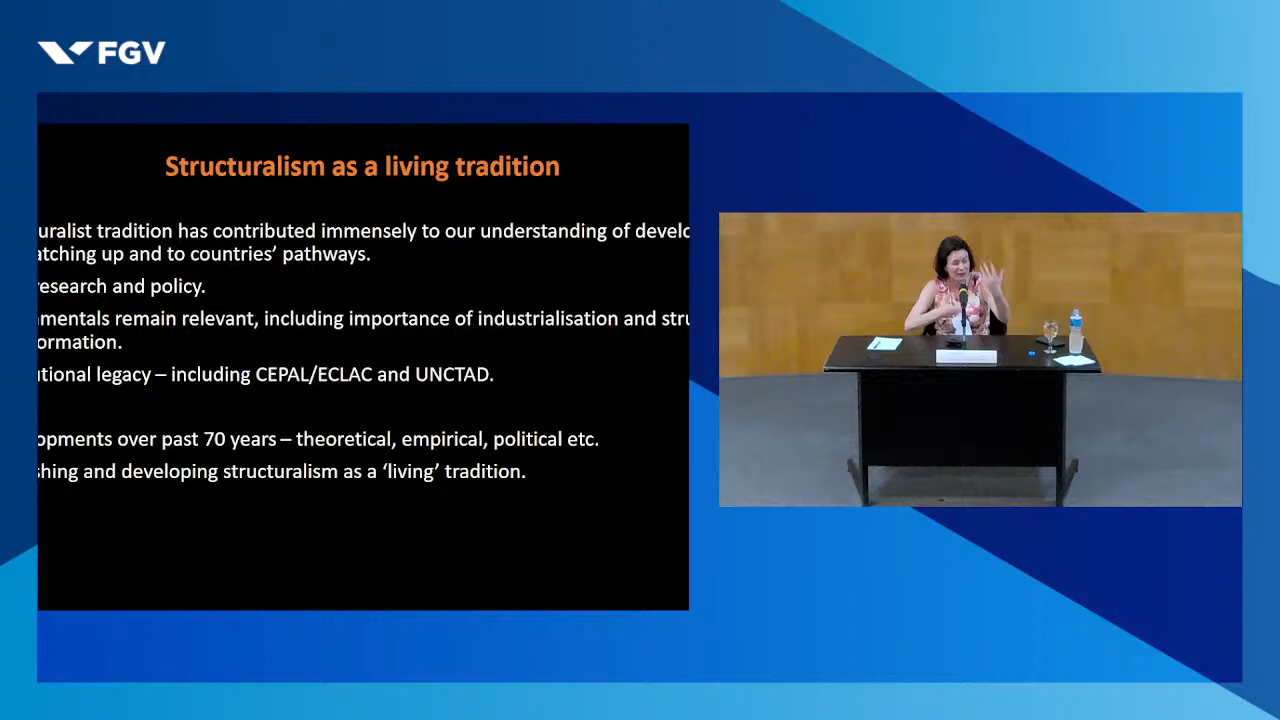 FGV
Structuralism as a living tradition
uralist tradition has contributed immensely to our understanding of develo
atching up and to countries' pathways.
research and policy.
mentals remain relevant, including importance of industrialisation and stru
ormation.
utional legacy – including CEPAL/ECLAC and UNCTAD.
opments over past 70 years – theoretical, empirical, political etc.
shing and developing structuralism as a 'living' tradition.